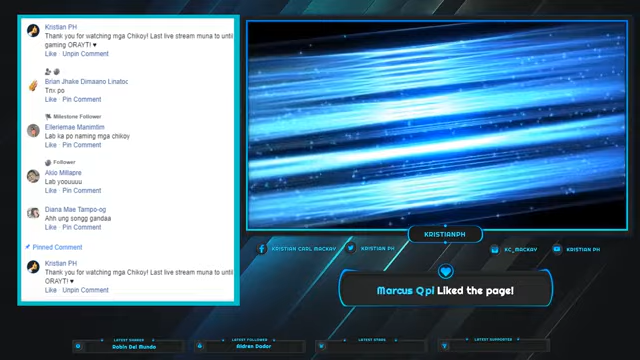 Kristian PH
Thank you for watching mga Chikoy! Last live stream muna to until
gaming ORAYT! ♥
Like Unpin Comment
Brian Jhake Dimaano Linatoc
Tnx po
Like Pin Comment
Milestone Follower
Elleriemae Manimtim
Lab ka po naming mga chikoy
Like Pin Comment
Follower
Akio Millapre
Lab yoouuuu
Like Pin Comment
Diana Mae Tampo-og
Ahh ung songg gandaa
Like Pin Comment
Pinned Comment
Kristian PH
Thank you for watching mga Chikoy! Last live stream muna to until
ORAYT! ♥
Like Unpin Comment
KRISTIANPH
KRISTIAN CARL MACKAY
KRISTIAN PH
KC_MACKAY
KRISTIAN PH
Marcus Qpi Liked the page!
LATEST SHARER
Robin Del Mundo
LATEST FOLLOWER
Aldren Dador
LATEST STARS
LATEST SUPPORTER